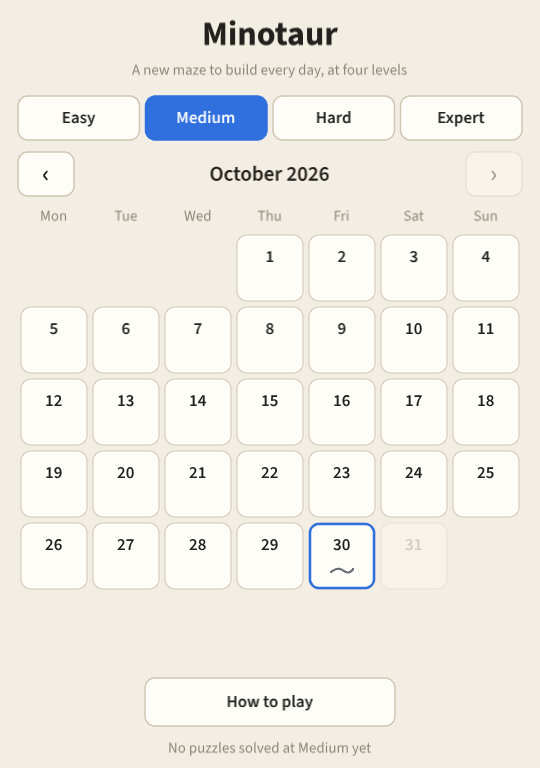 Minotaur
A new maze to build every day, at four levels
Easy Medium Hard Expert
‹ October 2026 ›
Mon Tue Wed Thu Fri Sat Sun
1 2 3 4
5 6 7 8 9 10 11
12 13 14 15 16 17 18
19 20 21 22 23 24 25
26 27 28 29 30 31
How to play
No puzzles solved at Medium yet